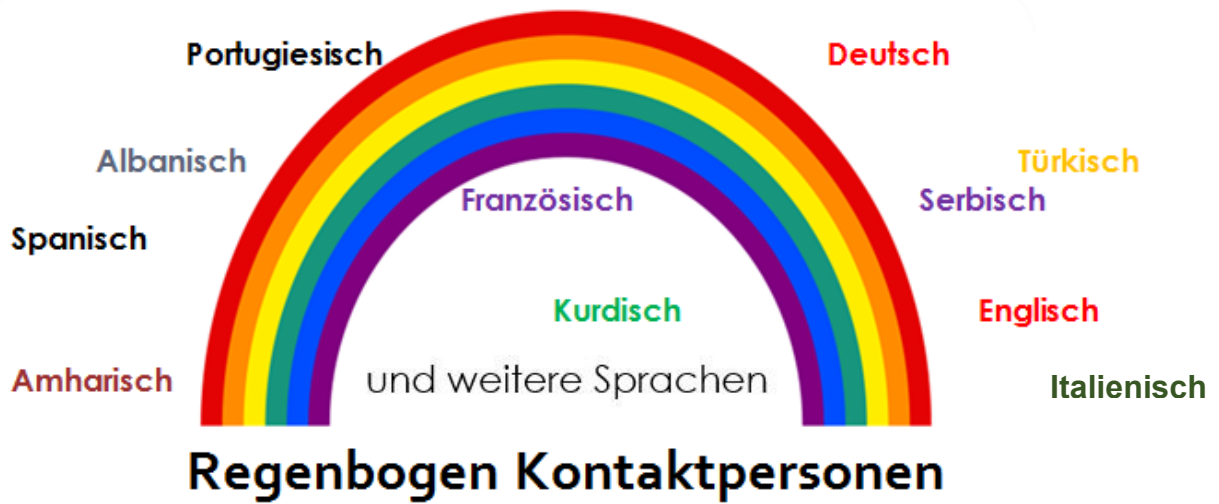 Portugiesisch
Deutsch
Albanisch
Türkisch
Französisch
Serbisch
Spanisch
Kurdisch
Englisch
Amharisch
und weitere Sprachen
Italienisch
Regenbogen Kontaktpersonen